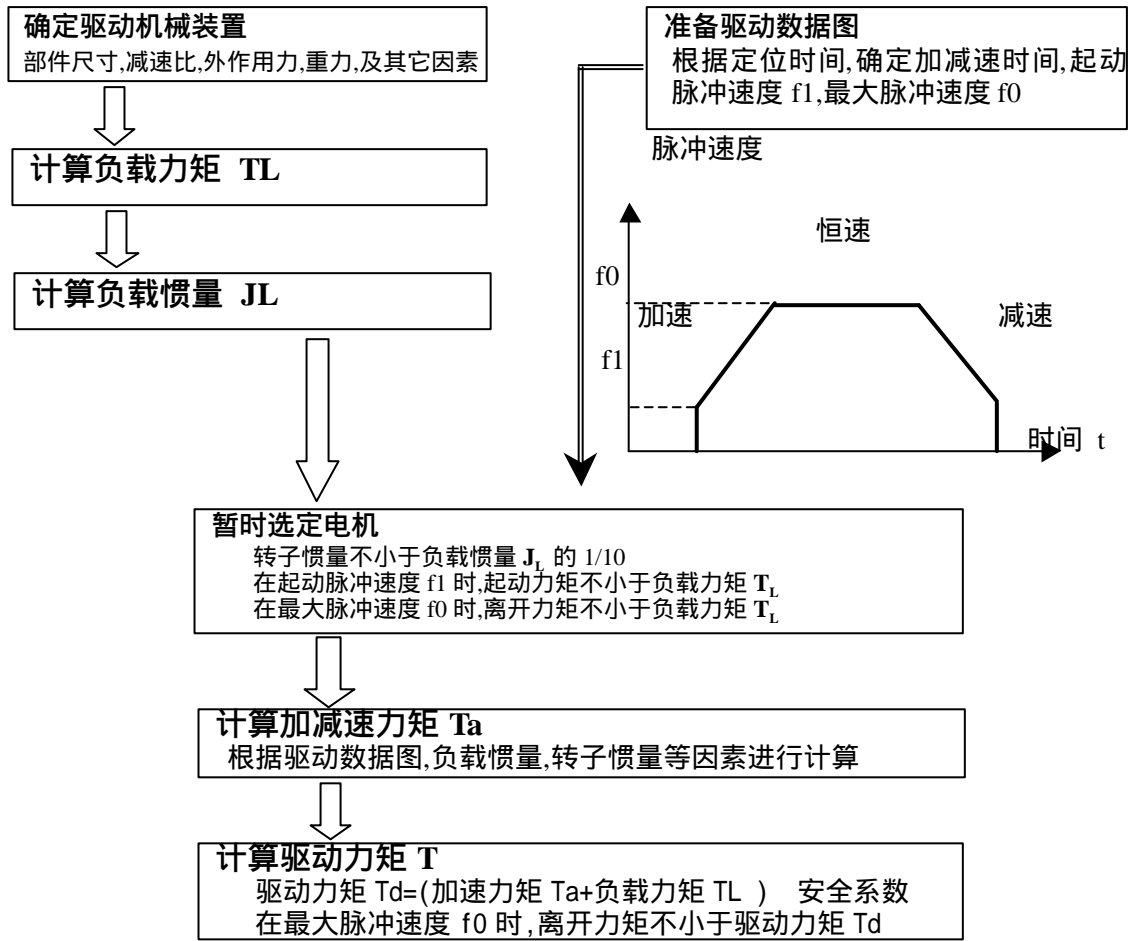 确定驱动机械装置
部件尺寸,减速比,外作用力,重力,及其它因素
计算负载力矩 TL
计算负载惯量 JL
准备驱动数据图
根据定位时间,确定加减速时间,起动
脉冲速度 f1,最大脉冲速度 f0
脉冲速度
恒速
f0
加速
减速
f1
时间 t
暂时选定电机
转子惯量不小于负载惯量 JL 的 1/10
在起动脉冲速度 f1 时,起动力矩不小于负载力矩 TL
在最大脉冲速度 f0 时,离开力矩不小于负载力矩 TL
计算加减速力矩 Ta
根据驱动数据图,负载惯量,转子惯量等因素进行计算
计算驱动力矩 T
驱动力矩 Td=(加速力矩 Ta+负载力矩 TL ) 安全系数
在最大脉冲速度 f0 时,离开力矩不小于驱动力矩 Td